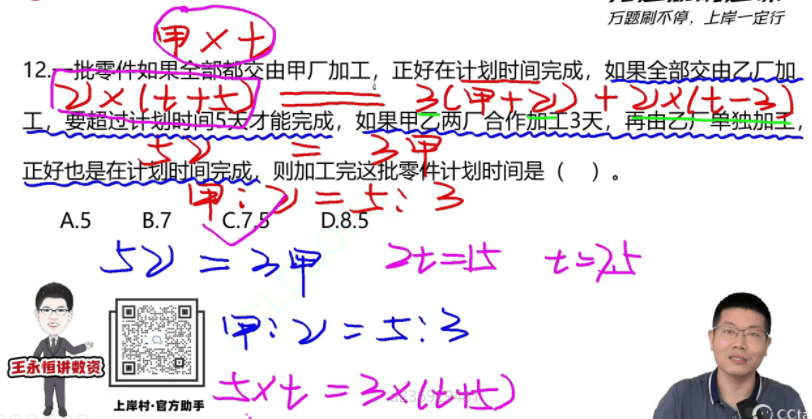 万题刷不停，上岸一定行
甲×t
12.一批零件如果全部都交由甲厂加工，正好在计划时间完成，如果全部交由乙厂加
乙×(t+5) = 3(甲+乙)+乙×(t-3)
工，要超过计划时间5天才能完成，如果甲乙两厂合作加工3天，再由乙厂单独加工，
5乙 = 3甲
正好也是在计划时间完成，则加工完这批零件计划时间是（ ）。
甲:乙=5:3
A.5 B.7 C.7.5 D.8.5
5乙=3甲 2t=15 t=7.5
甲:乙=5:3
王永恒讲数资
上岸村·官方助手
5×t=3×(t+5)